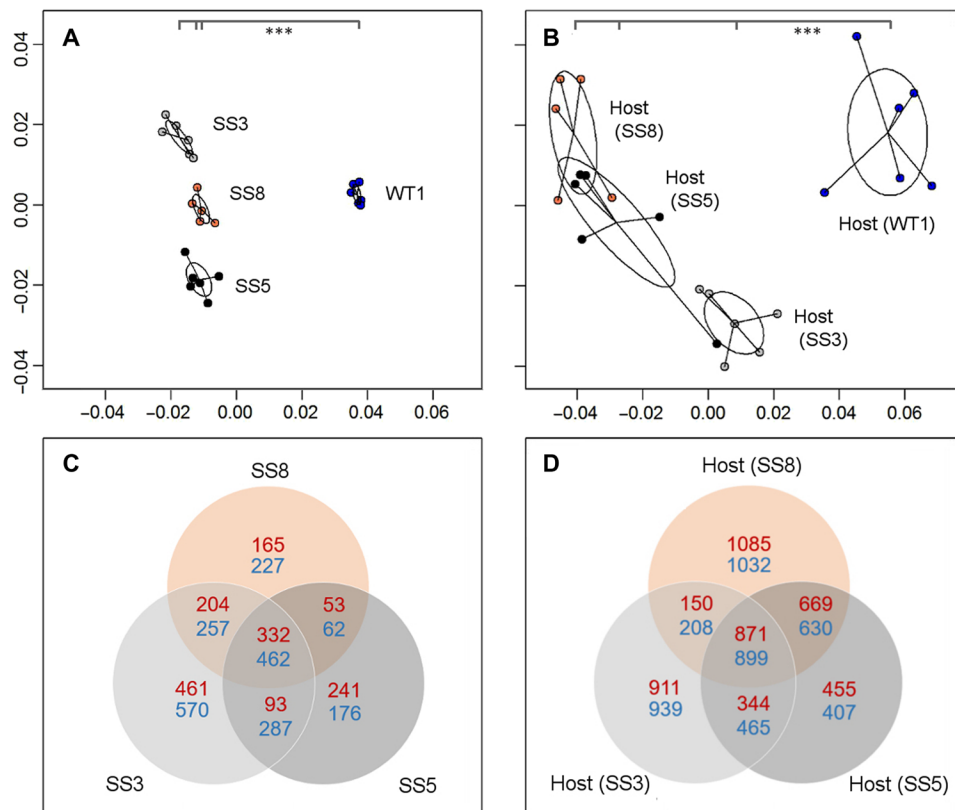 A
***
0.04
0.02
0.00
−0.02
−0.04
SS3
SS8
SS5
WT1
−0.04 −0.02 0.00 0.02 0.04 0.06
B
***
Host
(SS8)
Host
(SS5)
Host (WT1)
Host
(SS3)
−0.04 −0.02 0.00 0.02 0.04 0.06
C
SS8
165
227
204
257
53
62
332
462
461
570
93
287
241
176
SS3
SS5
D
Host (SS8)
1085
1032
150
208
669
630
871
899
911
939
344
465
455
407
Host (SS3)
Host (SS5)